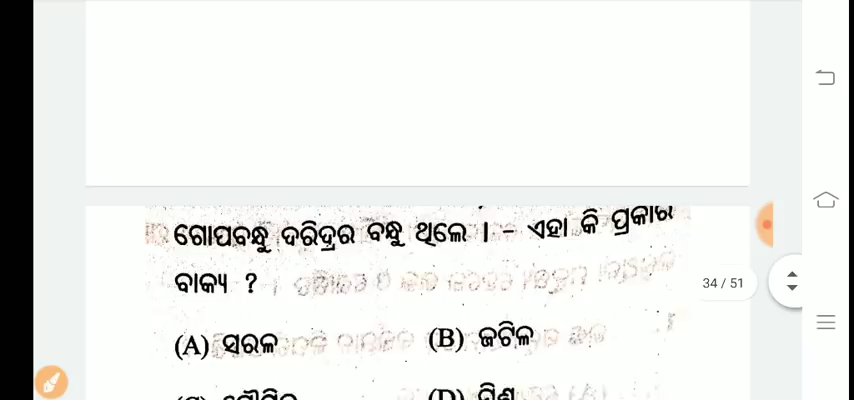 ଗୋପବନ୍ଧୁ ଦରିଦ୍ରର ବନ୍ଧୁ ଥିଲେ । - ଏହା କି ପ୍ରକାର
ବାକ୍ୟ ?
34 / 51
(A) ସରଳ (B) ଜଟିଳ
(D)